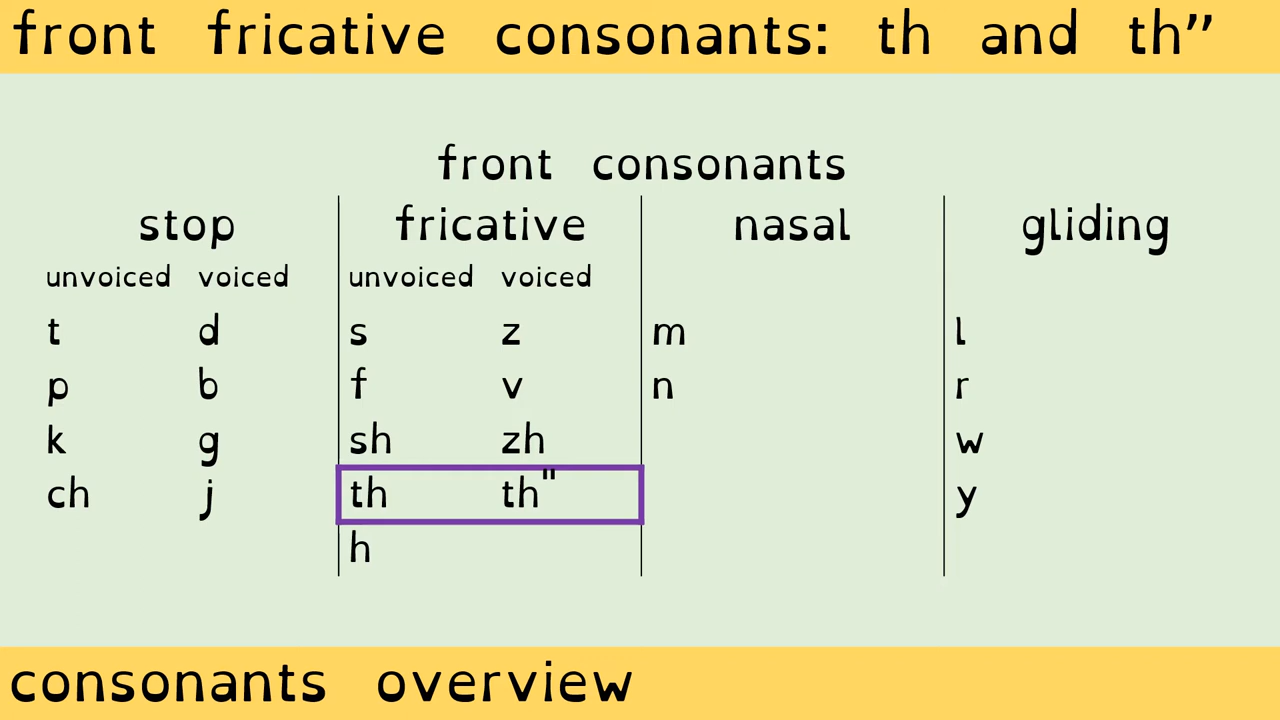 front fricative consonants: th and th”
front consonants
stop fricative nasal gliding
unvoiced voiced unvoiced voiced
t d s z m l
p b f v n r
k g sh zh w
ch j th th" y
h
consonants overview